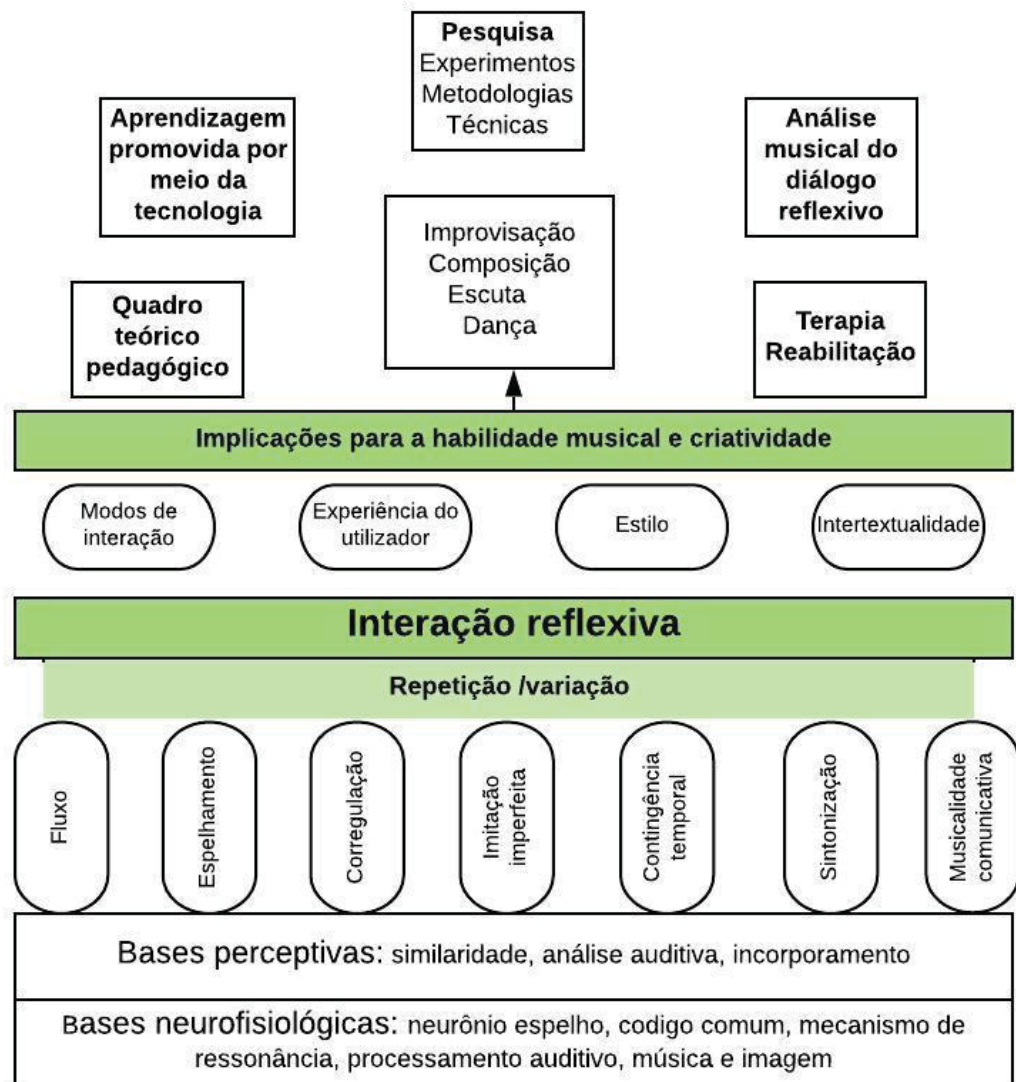 Pesquisa
Experimentos
Metodologias
Técnicas
Aprendizagem
promovida por
meio da
tecnologia
Análise
musical do
diálogo
reflexivo
Improvisação
Composição
Escuta
Dança
Quadro
teórico
pedagógico
Terapia
Reabilitação
Implicações para a habilidade musical e criatividade
Modos de
interação
Experiência do
utilizador
Estilo
Intertextualidade
Interação reflexiva
Repetição /variação
Fluxo
Espelhamento
Corregulação
Imitação
imperfeita
Contingência
temporal
Sintonização
Musicalidade
comunicativa
Bases perceptivas: similaridade, análise auditiva, incorporamento
Bases neurofisiológicas: neurônio espelho, codigo comum, mecanismo de
ressonância, processamento auditivo, música e imagem